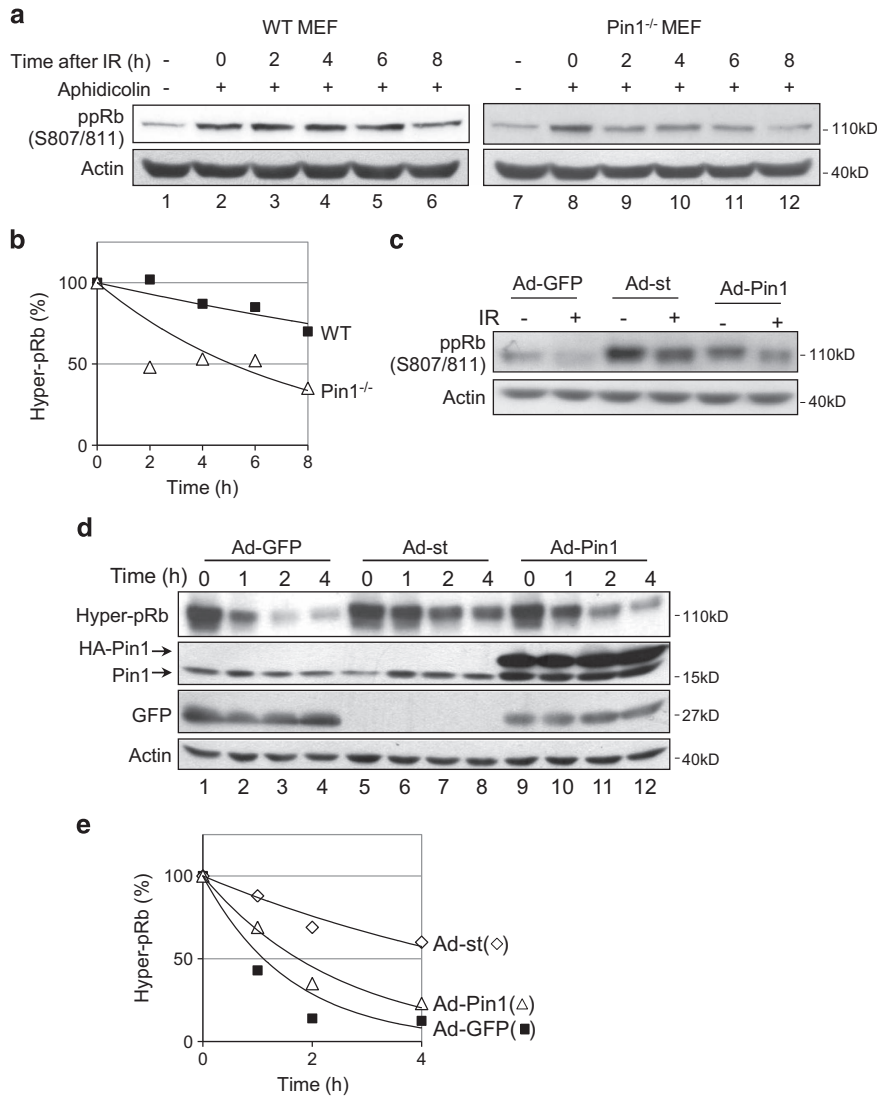 a
WT MEF
Pin1-/- MEF
Time after IR (h) - 0 2 4 6 8 - 0 2 4 6 8
Aphidicolin - + + + + + - + + + + +
ppRb
(S807/811)
- 110kD
Actin
- 40kD
1 2 3 4 5 6 7 8 9 10 11 12
b
Hyper-pRb (%)
100
50
0
0 2 4 6 8
Time (h)
WT
Pin1-/-
c
Ad-GFP Ad-st Ad-Pin1
IR - + - + - +
ppRb
(S807/811)
- 110kD
Actin
- 40kD
d
Ad-GFP Ad-st Ad-Pin1
Time (h) 0 1 2 4 0 1 2 4 0 1 2 4
Hyper-pRb
- 110kD
HA-Pin1→
Pin1→
- 15kD
GFP
- 27kD
Actin
- 40kD
1 2 3 4 5 6 7 8 9 10 11 12
e
Hyper-pRb (%)
100
50
0
0 2 4
Time (h)
Ad-st(◇)
Ad-Pin1(△)
Ad-GFP(■)